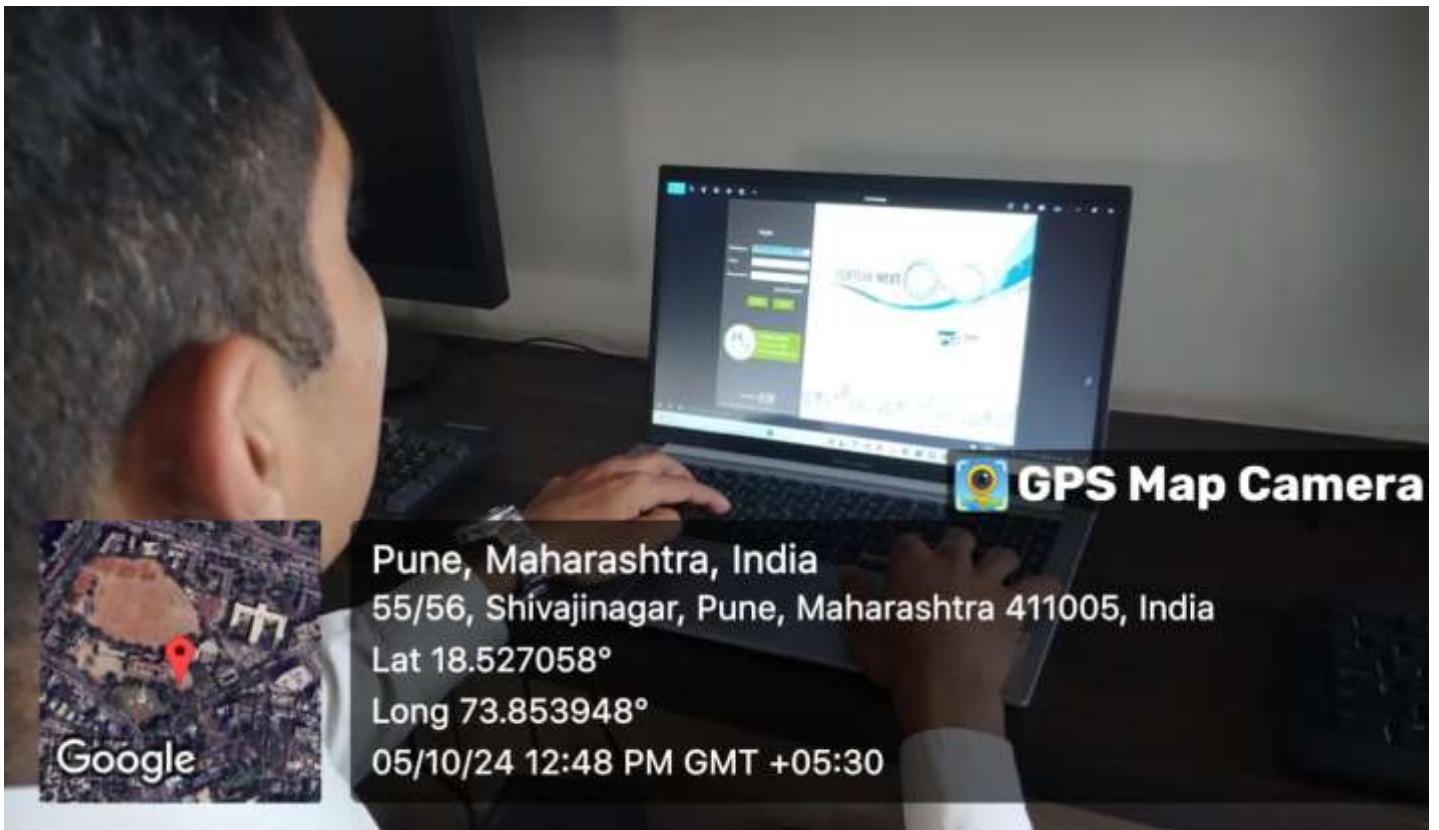 GPS Map Camera
Pune, Maharashtra, India
55/56, Shivajinagar, Pune, Maharashtra 411005, India
Lat 18.527058°
Long 73.853948°
05/10/24 12:48 PM GMT +05:30
Google